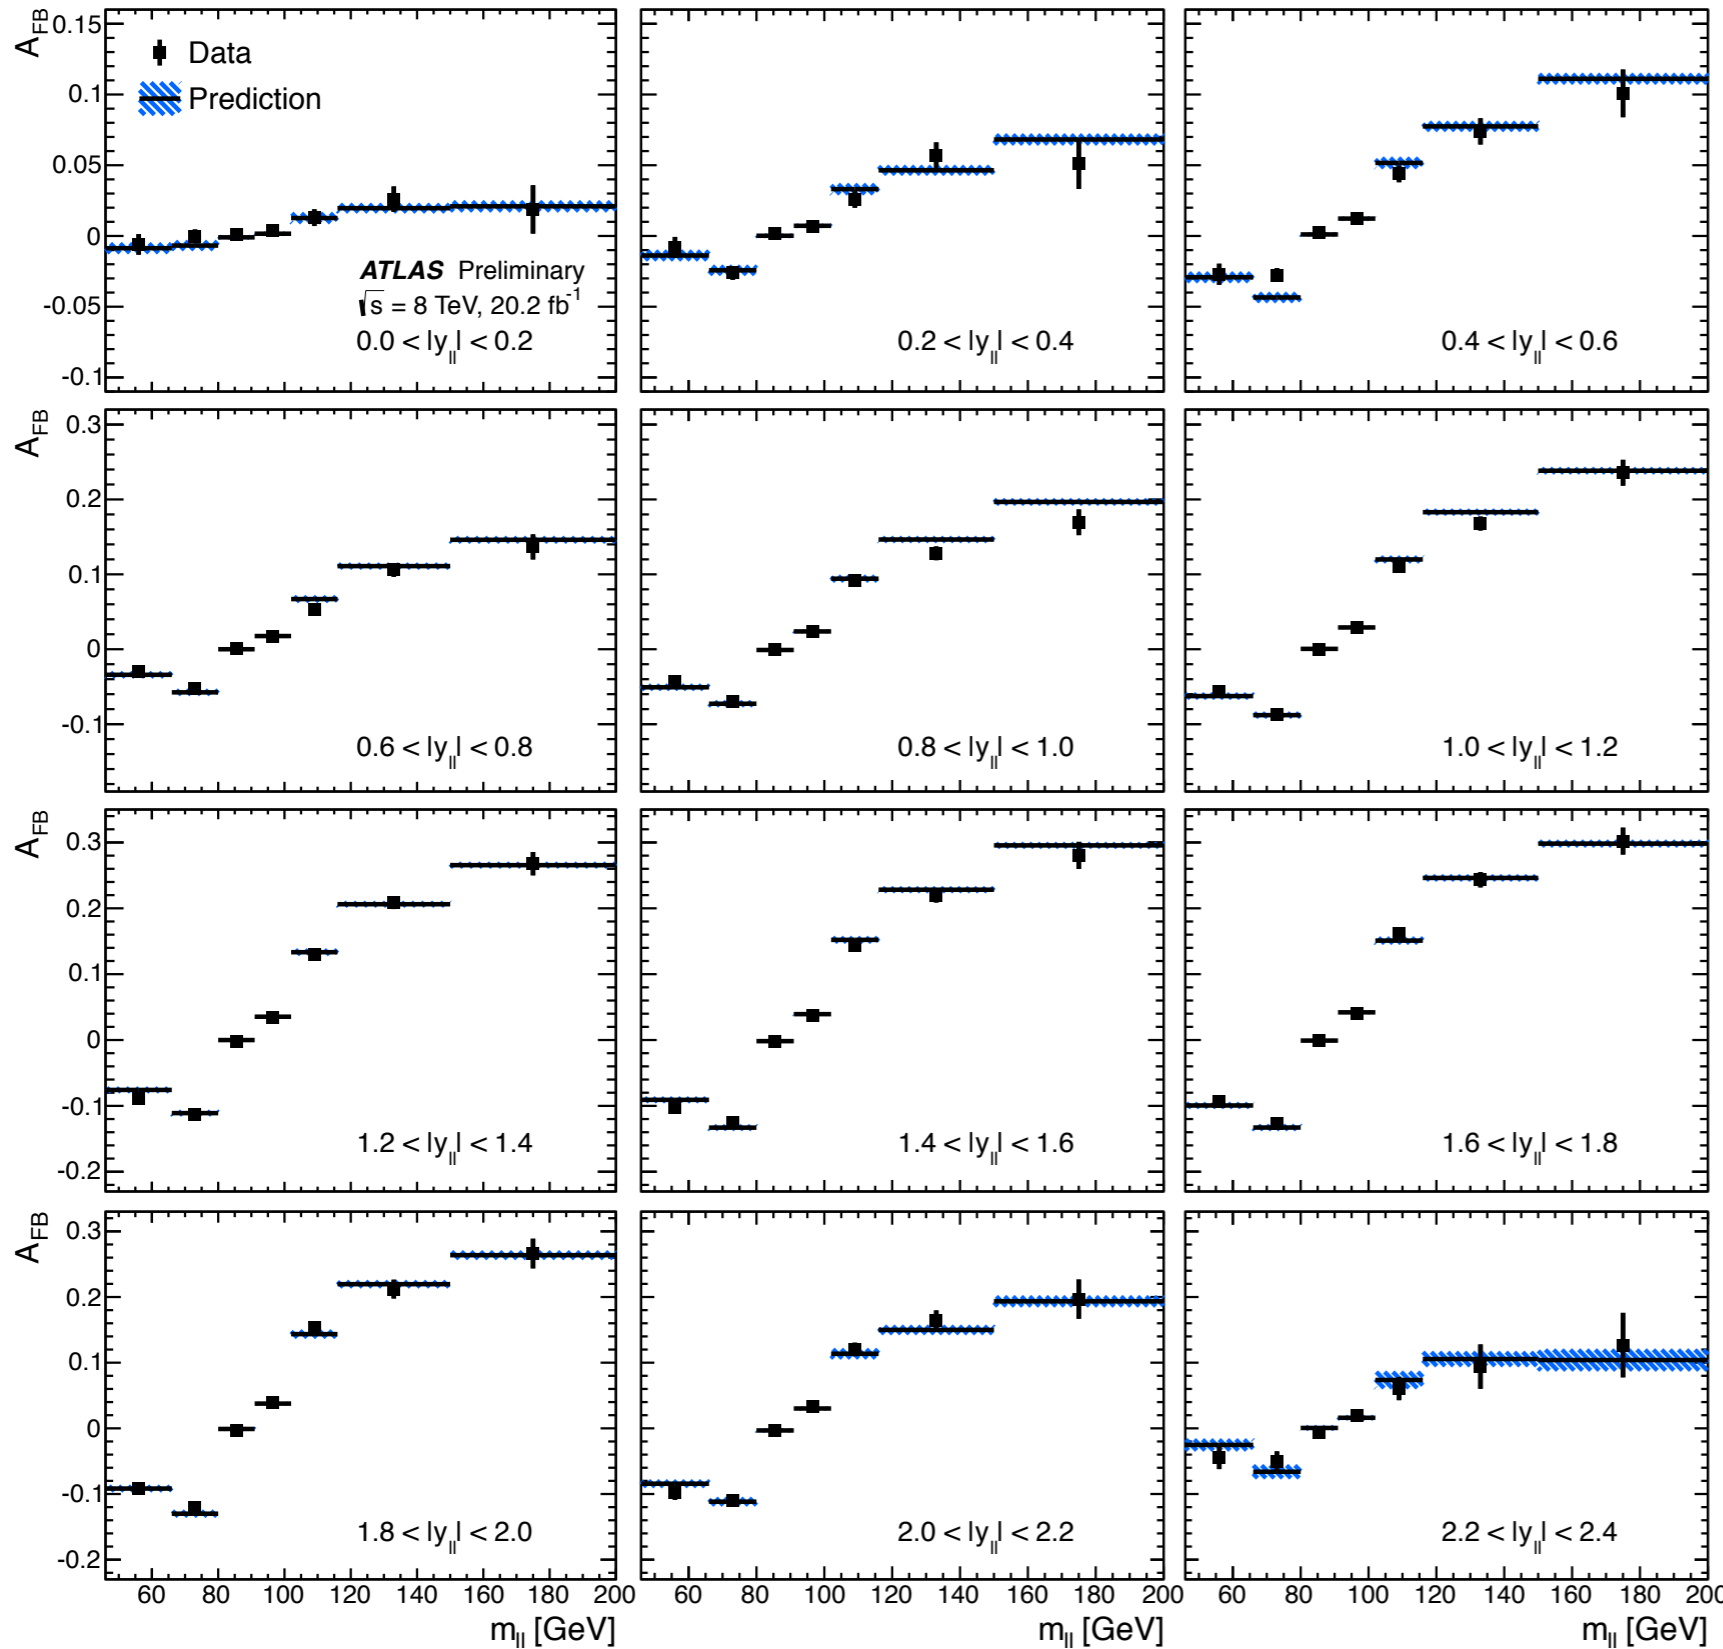 A_FB
0.15
0.1
0.05
0
-0.05
-0.1
Data
Prediction
ATLAS Preliminary
√s = 8 TeV, 20.2 fb⁻¹
0.0 < |y_ll| < 0.2
0.2 < |y_ll| < 0.4
0.4 < |y_ll| < 0.6
A_FB
0.3
0.2
0.1
0
-0.1
0.6 < |y_ll| < 0.8
0.8 < |y_ll| < 1.0
1.0 < |y_ll| < 1.2
A_FB
0.3
0.2
0.1
0
-0.1
-0.2
1.2 < |y_ll| < 1.4
1.4 < |y_ll| < 1.6
1.6 < |y_ll| < 1.8
A_FB
0.3
0.2
0.1
0
-0.1
-0.2
1.8 < |y_ll| < 2.0
2.0 < |y_ll| < 2.2
2.2 < |y_ll| < 2.4
60 80 100 120 140 160 180 200 60 80 100 120 140 160 180 200 60 80 100 120 140 160 180 200
m_ll [GeV] m_ll [GeV] m_ll [GeV]